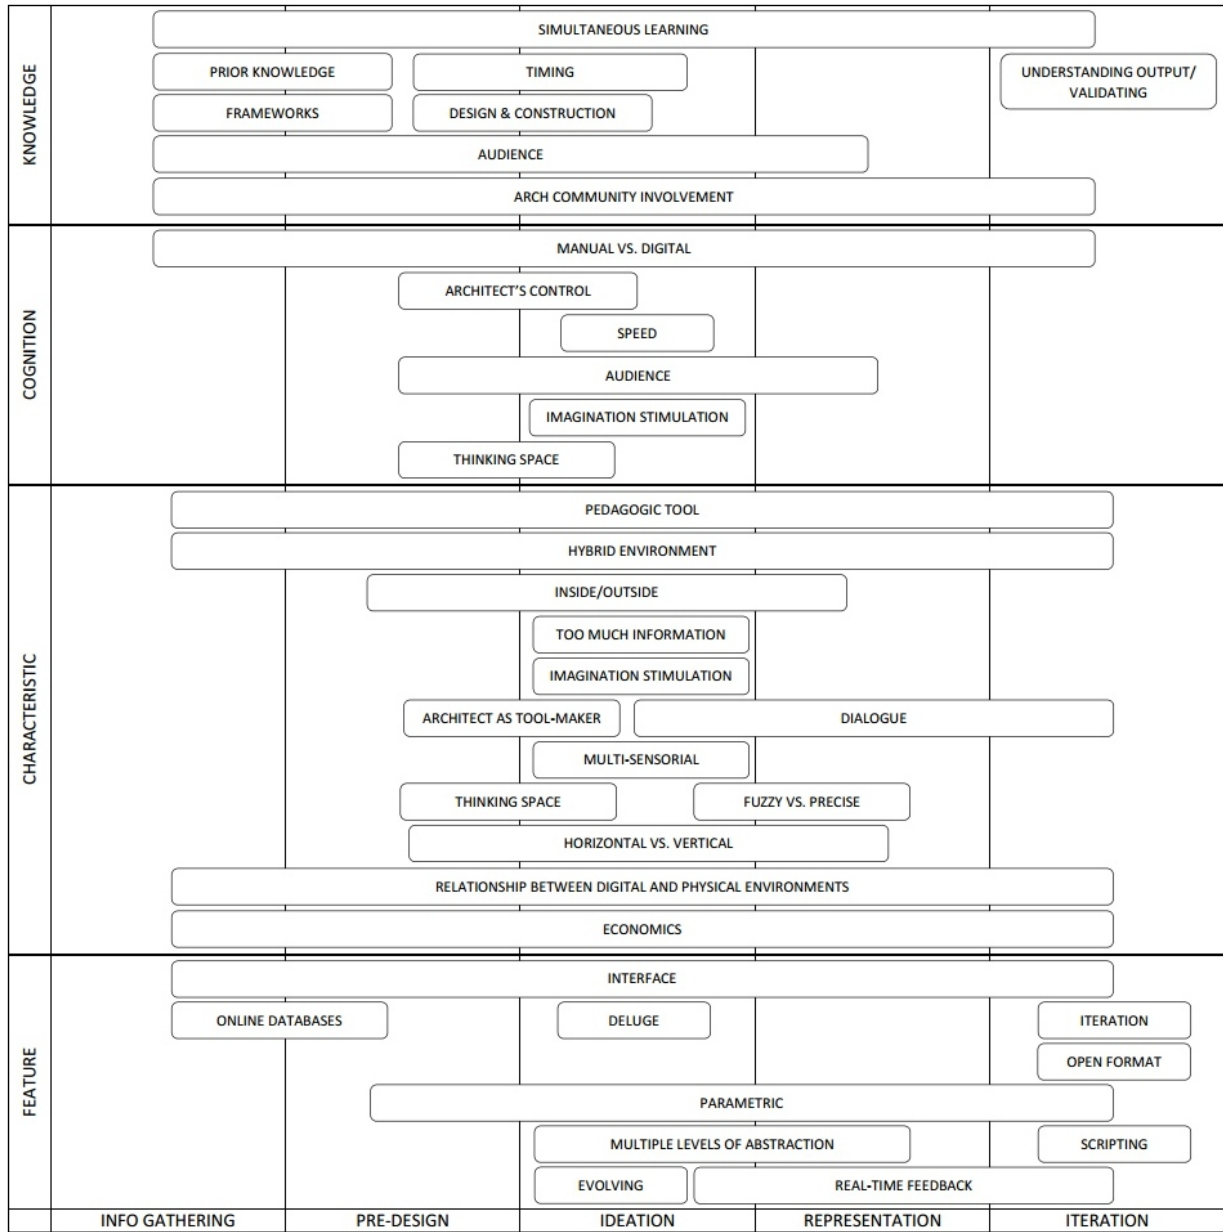 KNOWLEDGE
SIMULTANEOUS LEARNING
PRIOR KNOWLEDGE
TIMING
UNDERSTANDING OUTPUT/
VALIDATING
FRAMEWORKS
DESIGN & CONSTRUCTION
AUDIENCE
ARCH COMMUNITY INVOLVEMENT
COGNITION
MANUAL VS. DIGITAL
ARCHITECT'S CONTROL
SPEED
AUDIENCE
IMAGINATION STIMULATION
THINKING SPACE
CHARACTERISTIC
PEDAGOGIC TOOL
HYBRID ENVIRONMENT
INSIDE/OUTSIDE
TOO MUCH INFORMATION
IMAGINATION STIMULATION
ARCHITECT AS TOOL-MAKER
DIALOGUE
MULTI-SENSORIAL
THINKING SPACE
FUZZY VS. PRECISE
HORIZONTAL VS. VERTICAL
RELATIONSHIP BETWEEN DIGITAL AND PHYSICAL ENVIRONMENTS
ECONOMICS
FEATURE
INTERFACE
ONLINE DATABASES
DELUGE
ITERATION
OPEN FORMAT
PARAMETRIC
MULTIPLE LEVELS OF ABSTRACTION
SCRIPTING
EVOLVING
REAL-TIME FEEDBACK
INFO GATHERING
PRE-DESIGN
IDEATION
REPRESENTATION
ITERATION